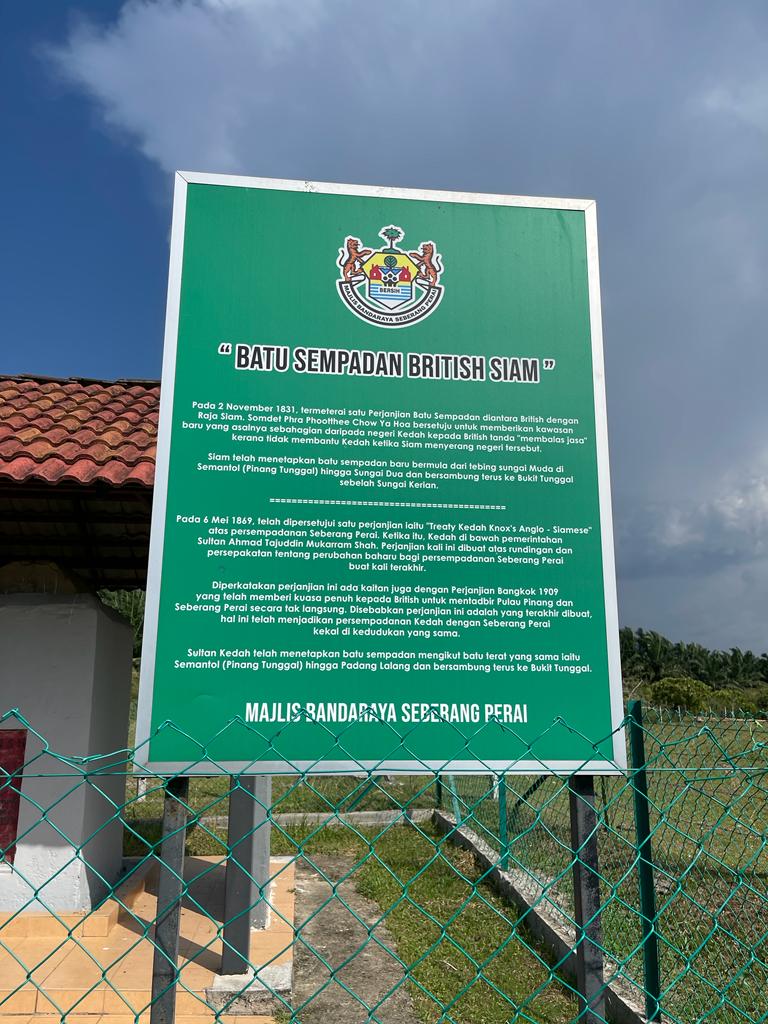 BERSIH
MAJLIS BANDARAYA SEBERANG PERAI
“ BATU SEMPADAN BRITISH SIAM ”
Pada 2 November 1831, termeterai satu Perjanjian Batu Sempadan diantara British dengan
Raja Siam. Somdet Phra Phootthee Chow Ya Hoa bersetuju untuk memberikan kawasan
baru yang asalnya sebahagian daripada negeri Kedah kepada British tanda "membalas jasa"
kerana tidak membantu Kedah ketika Siam menyerang negeri tersebut.
Siam telah menetapkan batu sempadan baru bermula dari tebing sungai Muda di
Semantol (Pinang Tunggal) hingga Sungai Dua dan bersambung terus ke Bukit Tunggal
sebelah Sungai Kerian.
===========================================
Pada 6 Mei 1869, telah dipersetujui satu perjanjian iaitu "Treaty Kedah Knox's Anglo - Siamese"
atas persempadanan Seberang Perai. Ketika itu, Kedah di bawah pemerintahan
Sultan Ahmad Tajuddin Mukarram Shah. Perjanjian kali ini dibuat atas rundingan dan
persepakatan tentang perubahan baharu bagi persempadanan Seberang Perai
buat kali terakhir.
Diperkatakan perjanjian ini ada kaitan juga dengan Perjanjian Bangkok 1909
yang telah memberi kuasa penuh kepada British untuk mentadbir Pulau Pinang dan
Seberang Perai secara tak langsung. Disebabkan perjanjian ini adalah yang terakhir dibuat,
hal ini telah menjadikan persempadanan Kedah dengan Seberang Perai
kekal di kedudukan yang sama.
Sultan Kedah telah menetapkan batu sempadan mengikut batu terat yang sama iaitu
Semantol (Pinang Tunggal) hingga Padang Lalang dan bersambung terus ke Bukit Tunggal.
MAJLIS BANDARAYA SEBERANG PERAI